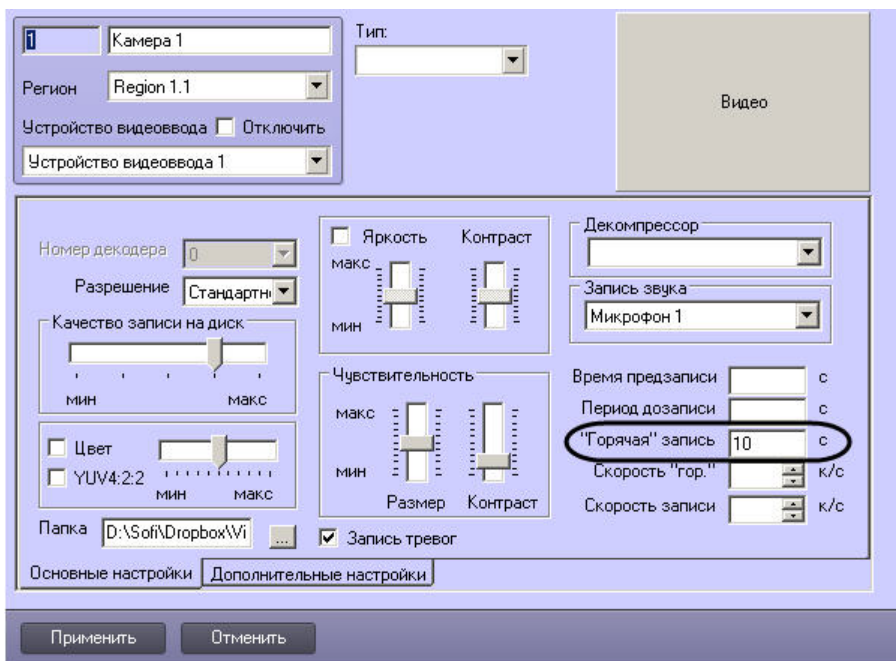 1 Камера 1 Тип:
Регион Region 1.1
Видео
Устройство видеоввода Отключить
Устройство видеоввода 1
Номер декодера 0
Разрешение Стандартн
Качество записи на диск
мин макс
Цвет
YUV4:2:2
мин макс
Папка D:\Sofi\Dropbox\Vi ...
Яркость Контраст
макс
мин
Чувствительность
макс
мин
Размер Контраст
Запись тревог
Декомпрессор
Запись звука
Микрофон 1
Время предзаписи с
Период дозаписи с
"Горячая" запись 10 с
Скорость "гор." к/с
Скорость записи к/с
Основные настройки Дополнительные настройки
Применить Отменить